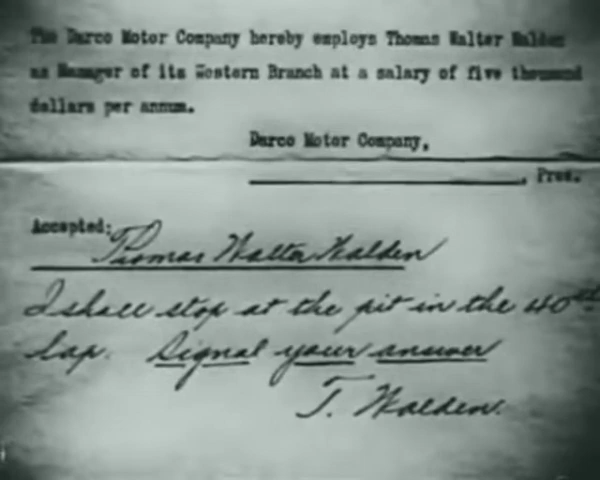 The Darco Motor Company hereby employs Thomas Walter Walden
as Manager of its Western Branch at a salary of five thousand
dollars per annum.
Darco Motor Company,
, Pres.
Accepted:
Thomas Walter Walden
I shall stop at the pit in the 40th
lap. Signal your answer
T. Walden.